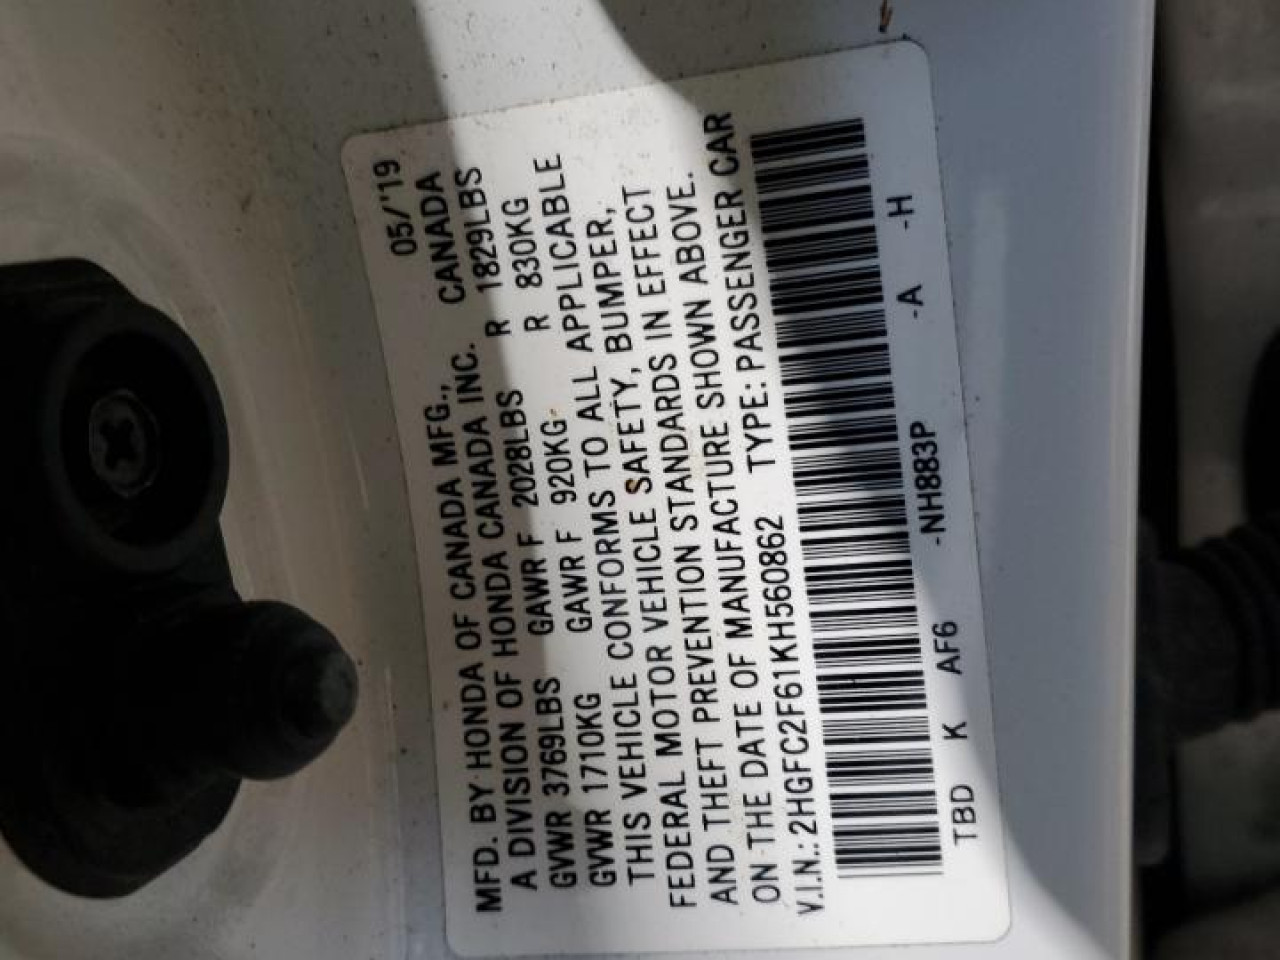 MFD. BY HONDA OF CANADA MFG., 05/'19
A DIVISION OF HONDA CANADA INC. CANADA
GVWR 3769LBS GAWR F 2028LBS R 1829LBS
GVWR 1710KG GAWR F 920KG R 830KG
THIS VEHICLE CONFORMS TO ALL APPLICABLE
FEDERAL MOTOR VEHICLE SAFETY, BUMPER,
AND THEFT PREVENTION STANDARDS IN EFFECT
ON THE DATE OF MANUFACTURE SHOWN ABOVE.
V.I.N.:2HGFC2F61KH560862 TYPE:PASSENGER CAR
TBD K AF6 -NH883P -A -H